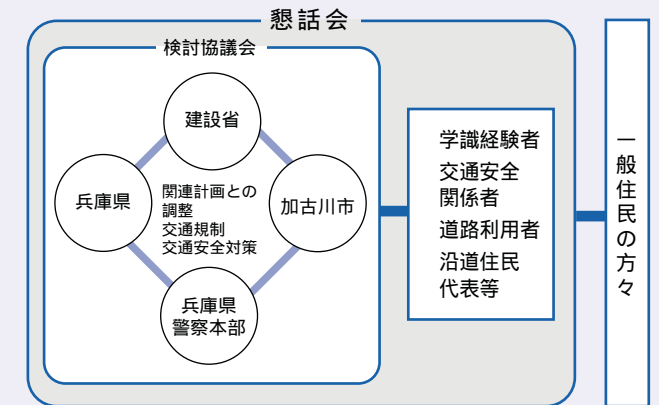 懇話会
検討協議会
建設省
兵庫県
関連計画との
調整
交通規制
交通安全対策
加古川市
兵庫県
警察本部
学識経験者
交通安全
関係者
道路利用者
沿道住民
代表等
一般住民の方々